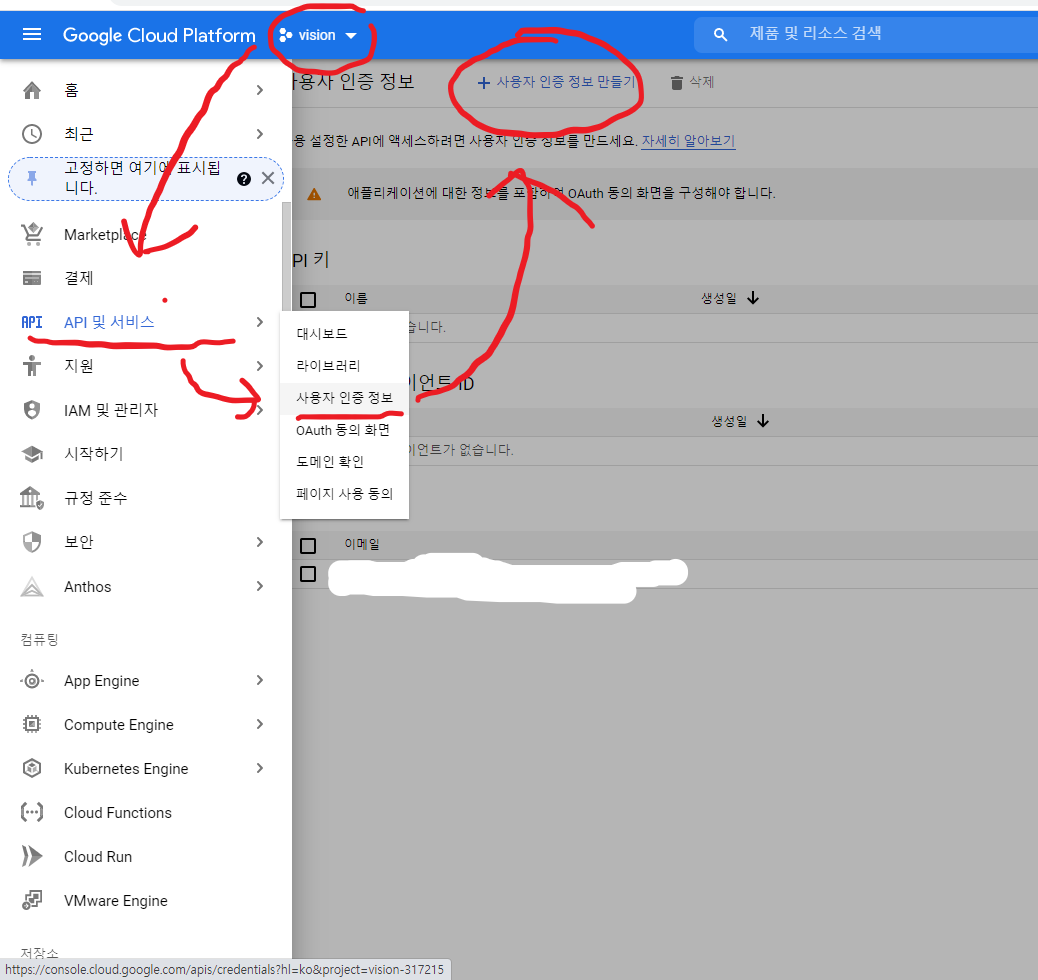 Google Cloud Platform
vision
제품 및 리소스 검색
홈
최근
고정하면 여기에 표시됩
니다.
Marketplace
결제
API API 및 서비스
지원
IAM 및 관리자
시작하기
규정 준수
보안
Anthos
컴퓨팅
App Engine
Compute Engine
Kubernetes Engine
Cloud Functions
Cloud Run
VMware Engine
저장소
대시보드
라이브러리
사용자 인증 정보
OAuth 동의 화면
도메인 확인
페이지 사용 동의
인증 정보
+ 사용자 인증 정보 만들기
삭제
설정한 API에 액세스하려면 사용자 인증 정보를 만드세요. 자세히 알아보기
애플리케이션에 대한 정보를 포함하여 OAuth 동의 화면을 구성해야 합니다.
PI 키
이름
생성일
습니다.
이언트 ID
생성일
이언트가 없습니다.
이메일
https://console.cloud.google.com/apis/credentials?hl=ko&project=vision-317215